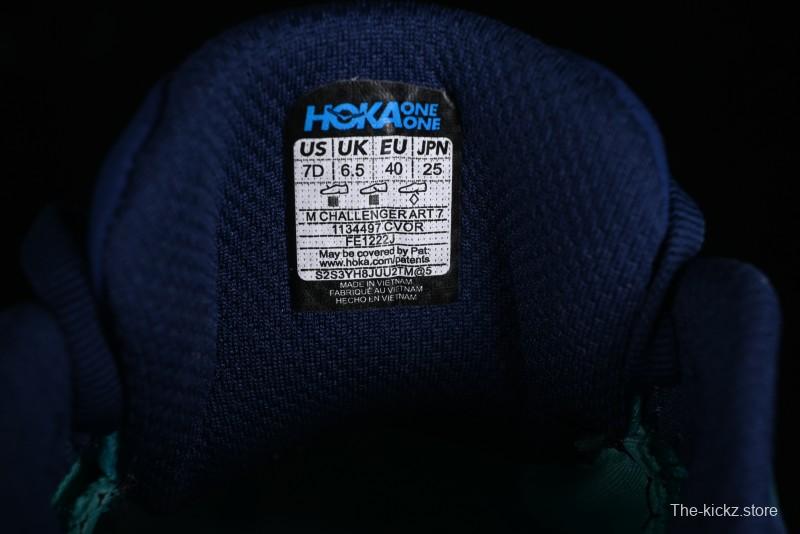 HOKA ONE ONE
US UK EU JPN
7D 6.5 40 25
M CHALLENGER ART 7
1134497 CVOR
FE1222J
May be covered by Pat:
www.hoka.com/patents
S2S3YH8JUU2TM@5
MADE IN VIETNAM
FABRIQUÉ AU VIETNAM
HECHO EN VIETNAM
The-kickz.store